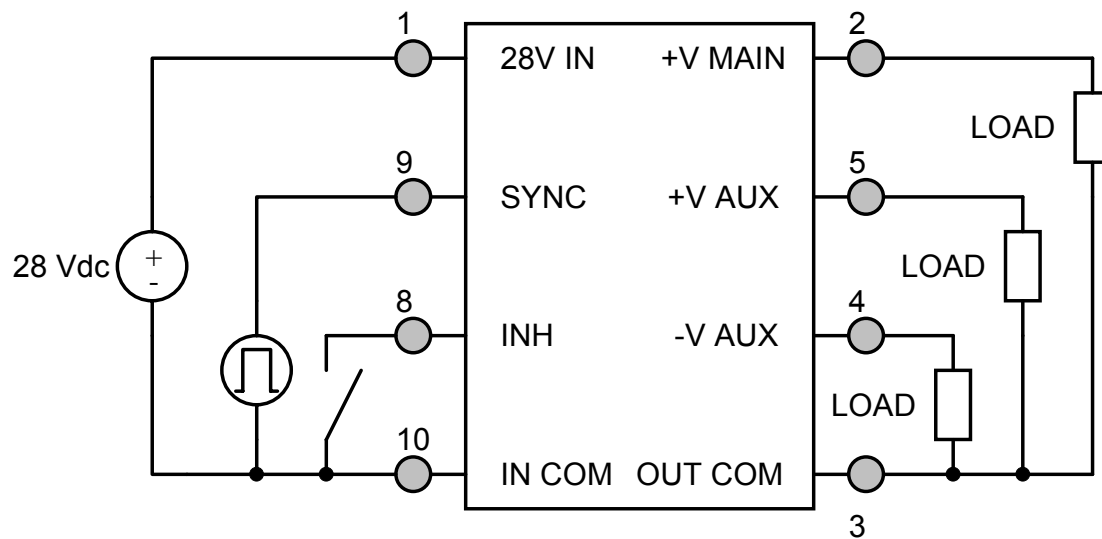 1
2
28V IN
+V MAIN
LOAD
9
5
SYNC
+V AUX
28 Vdc
+
-
LOAD
8
4
INH
-V AUX
LOAD
10
IN COM
OUT COM
3